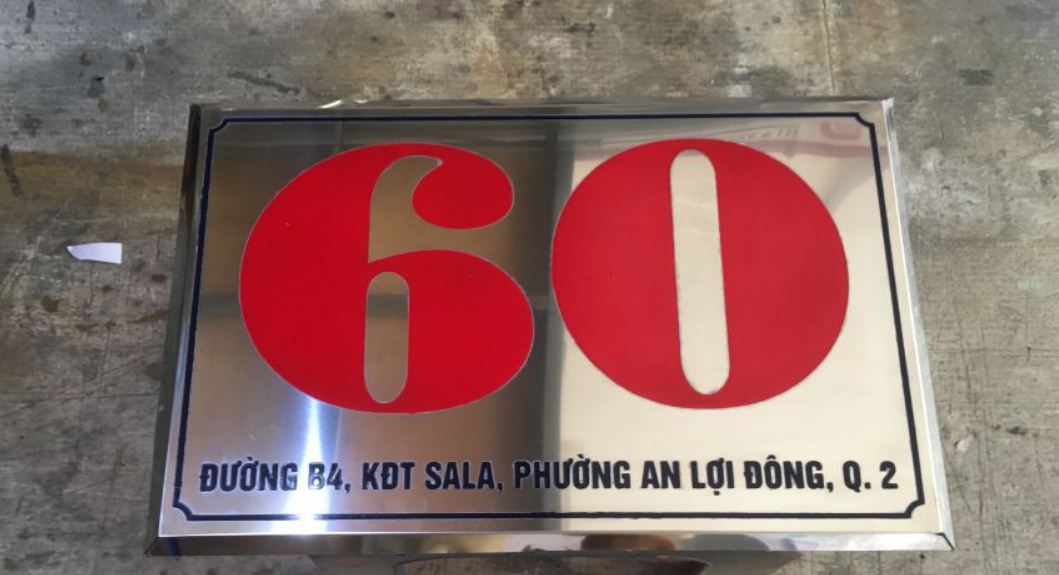 60
ĐƯỜNG B4, KĐT SALA, PHƯỜNG AN LỢI ĐÔNG, Q. 2